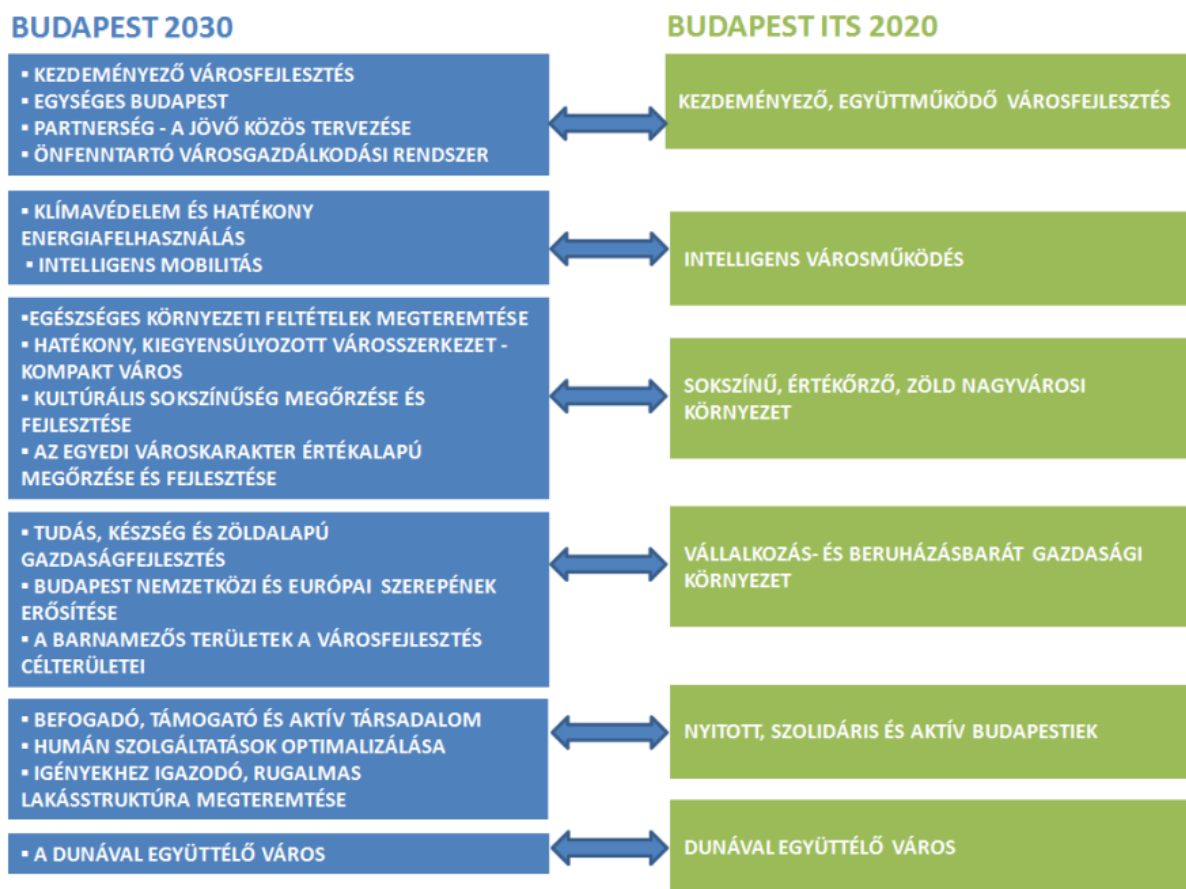 BUDAPEST 2030
▪ KEZDEMÉNYEZŐ VÁROSFEJLESZTÉS
▪ EGYSÉGES BUDAPEST
▪ PARTNERSÉG - A JÖVŐ KÖZÖS TERVEZÉSE
▪ ÖNFENNTARTÓ VÁROSGAZDÁLKODÁSI RENDSZER
▪ KLÍMAVÉDELEM ÉS HATÉKONY
ENERGIAFELHASZNÁLÁS
▪ INTELLIGENS MOBILITÁS
▪EGÉSZSÉGES KÖRNYEZETI FELTÉTELEK MEGTEREMTÉSE
▪ HATÉKONY, KIEGYENSÚLYOZOTT VÁROSSZERKEZET -
KOMPAKT VÁROS
▪ KULTÚRÁLIS SOKSZÍNŰSÉG MEGŐRZÉSE ÉS
FEJLESZTÉSE
▪ AZ EGYEDI VÁROSKARAKTER ÉRTÉKALAPÚ
MEGŐRZÉSE ÉS FEJLESZTÉSE
▪ TUDÁS, KÉSZSÉG ÉS ZÖLDALAPÚ
GAZDASÁGFEJLESZTÉS
▪ BUDAPEST NEMZETKÖZI ÉS EURÓPAI SZEREPÉNEK
ERŐSÍTÉSE
▪ A BARNAMEZŐS TERÜLETEK A VÁROSFEJLESZTÉS
CÉLTERÜLETEI
▪ BEFOGADÓ, TÁMOGATÓ ÉS AKTÍV TÁRSADALOM
▪ HUMÁN SZOLGÁLTATÁSOK OPTIMALIZÁLÁSA
▪ IGÉNYEKHEZ IGAZODÓ, RUGALMAS
LAKÁSSTRUKTÚRA MEGTEREMTÉSE
▪ A DUNÁVAL EGYÜTTÉLŐ VÁROS
BUDAPEST ITS 2020
KEZDEMÉNYEZŐ, EGYÜTTMŰKÖDŐ VÁROSFEJLESZTÉS
INTELLIGENS VÁROSMŰKÖDÉS
SOKSZÍNŰ, ÉRTÉKŐRZŐ, ZÖLD NAGYVÁROSI
KÖRNYEZET
VÁLLALKOZÁS- ÉS BERUHÁZÁSBARÁT GAZDASÁGI
KÖRNYEZET
NYITOTT, SZOLIDÁRIS ÉS AKTÍV BUDAPESTIEK
DUNÁVAL EGYÜTTÉLŐ VÁROS